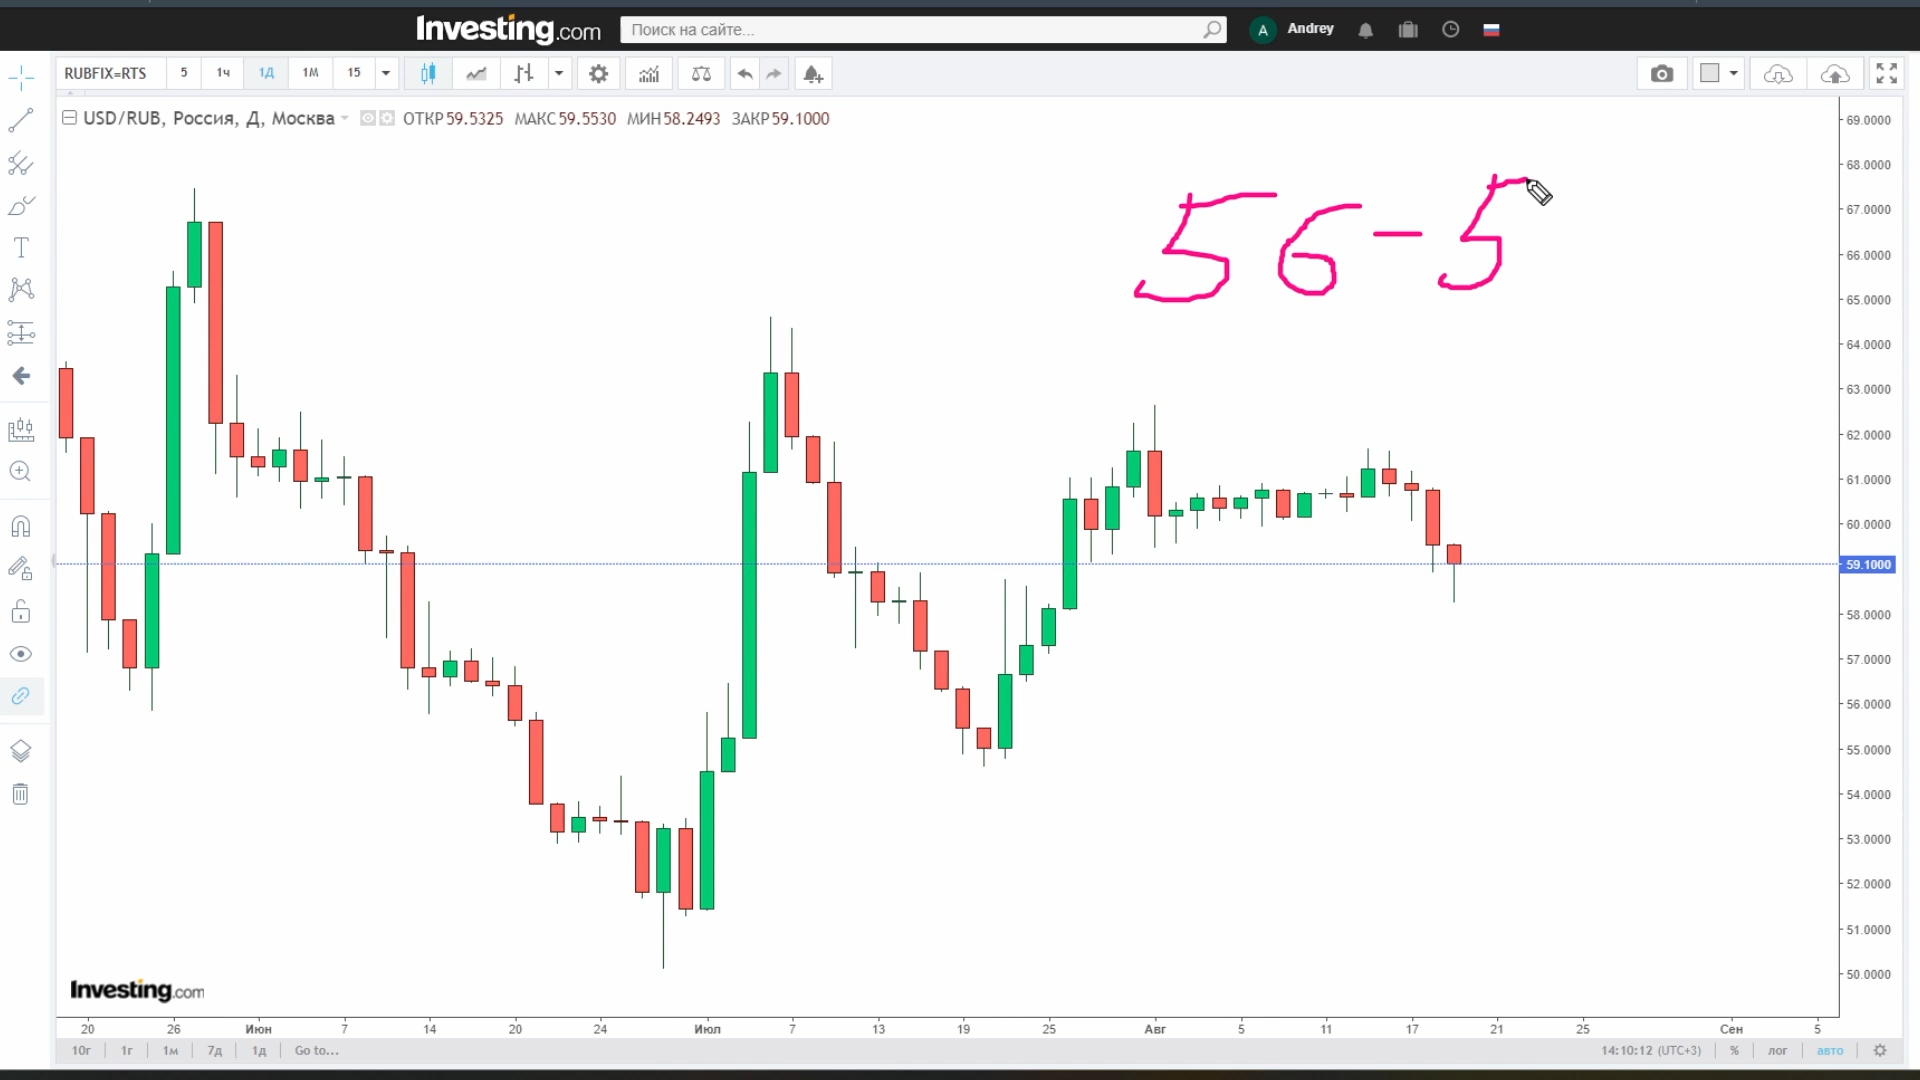 Investing.com
Поиск на сайте...
A
Andrey
RUBFIX=RTS 5 1ч 1Д 1М 15
USD/RUB, Россия, Д, Москва ОТКР 59.5325 МАКС 59.5530 МИН 58.2493 ЗАКР 59.1000
56-5
69.0000
68.0000
67.0000
66.0000
65.0000
64.0000
63.0000
62.0000
61.0000
60.0000
59.1000
58.0000
57.0000
56.0000
55.0000
54.0000
53.0000
52.0000
51.0000
50.0000
Investing.com
20 26 Июн 7 14 20 24 Июл 7 13 19 25 Авг 5 11 17 21 25 Сен 5
10г 1г 1м 7д 1д Go to... 14:10:12 (UTC+3) % лог авто